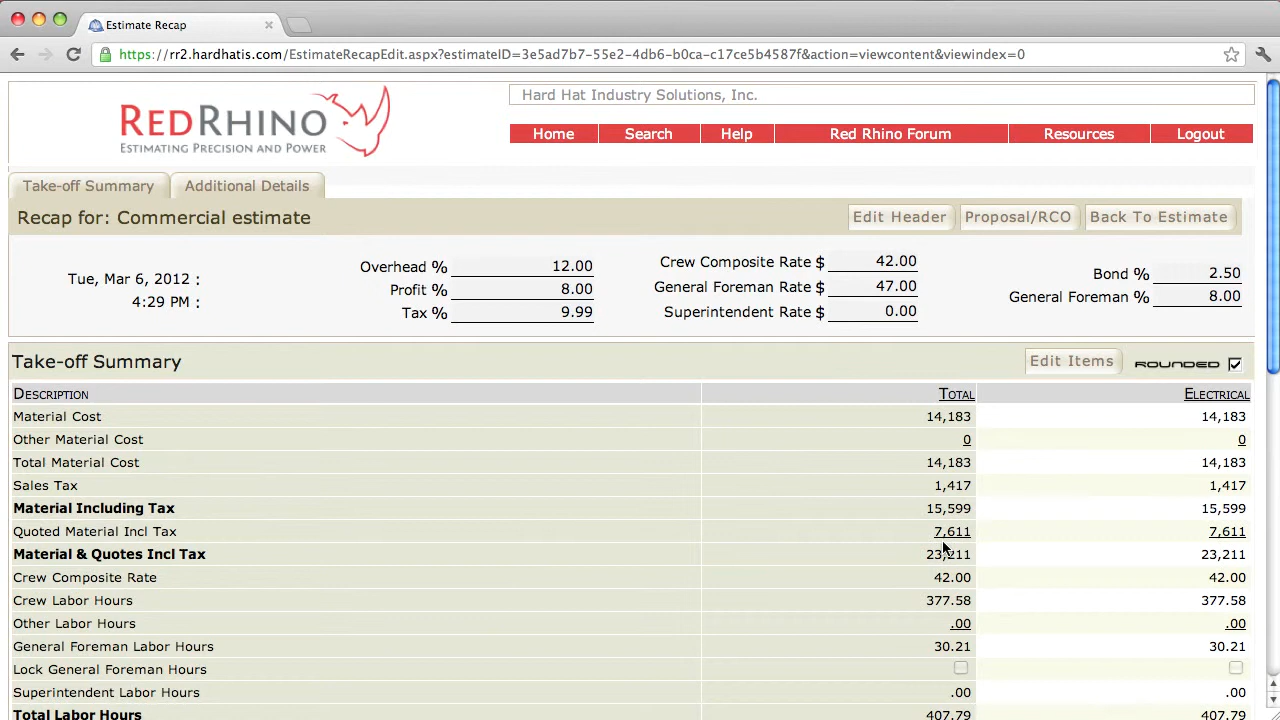 Estimate Recap
https://rr2.hardhatis.com/EstimateRecapEdit.aspx?estimateID=3e5ad7b7-55e2-4db6-b0ca-c17ce5b4587f&action=viewcontent&viewindex=0
REDRHINO
ESTIMATING PRECISION AND POWER
Hard Hat Industry Solutions, Inc.
Home Search Help Red Rhino Forum Resources Logout
Take-off Summary Additional Details
Recap for: Commercial estimate Edit Header Proposal/RCO Back To Estimate
Tue, Mar 6, 2012 :
4:29 PM :
Overhead % 12.00
Profit % 8.00
Tax % 9.99
Crew Composite Rate $ 42.00
General Foreman Rate $ 47.00
Superintendent Rate $ 0.00
Bond % 2.50
General Foreman % 8.00
Take-off Summary Edit Items ROUNDED
DESCRIPTION TOTAL ELECTRICAL
Material Cost 14,183 14,183
Other Material Cost 0 0
Total Material Cost 14,183 14,183
Sales Tax 1,417 1,417
Material Including Tax 15,599 15,599
Quoted Material Incl Tax 7,611 7,611
Material & Quotes Incl Tax 23,211 23,211
Crew Composite Rate 42.00 42.00
Crew Labor Hours 377.58 377.58
Other Labor Hours .00 .00
General Foreman Labor Hours 30.21 30.21
Lock General Foreman Hours
Superintendent Labor Hours .00 .00
Total Labor Hours 407.79 407.79